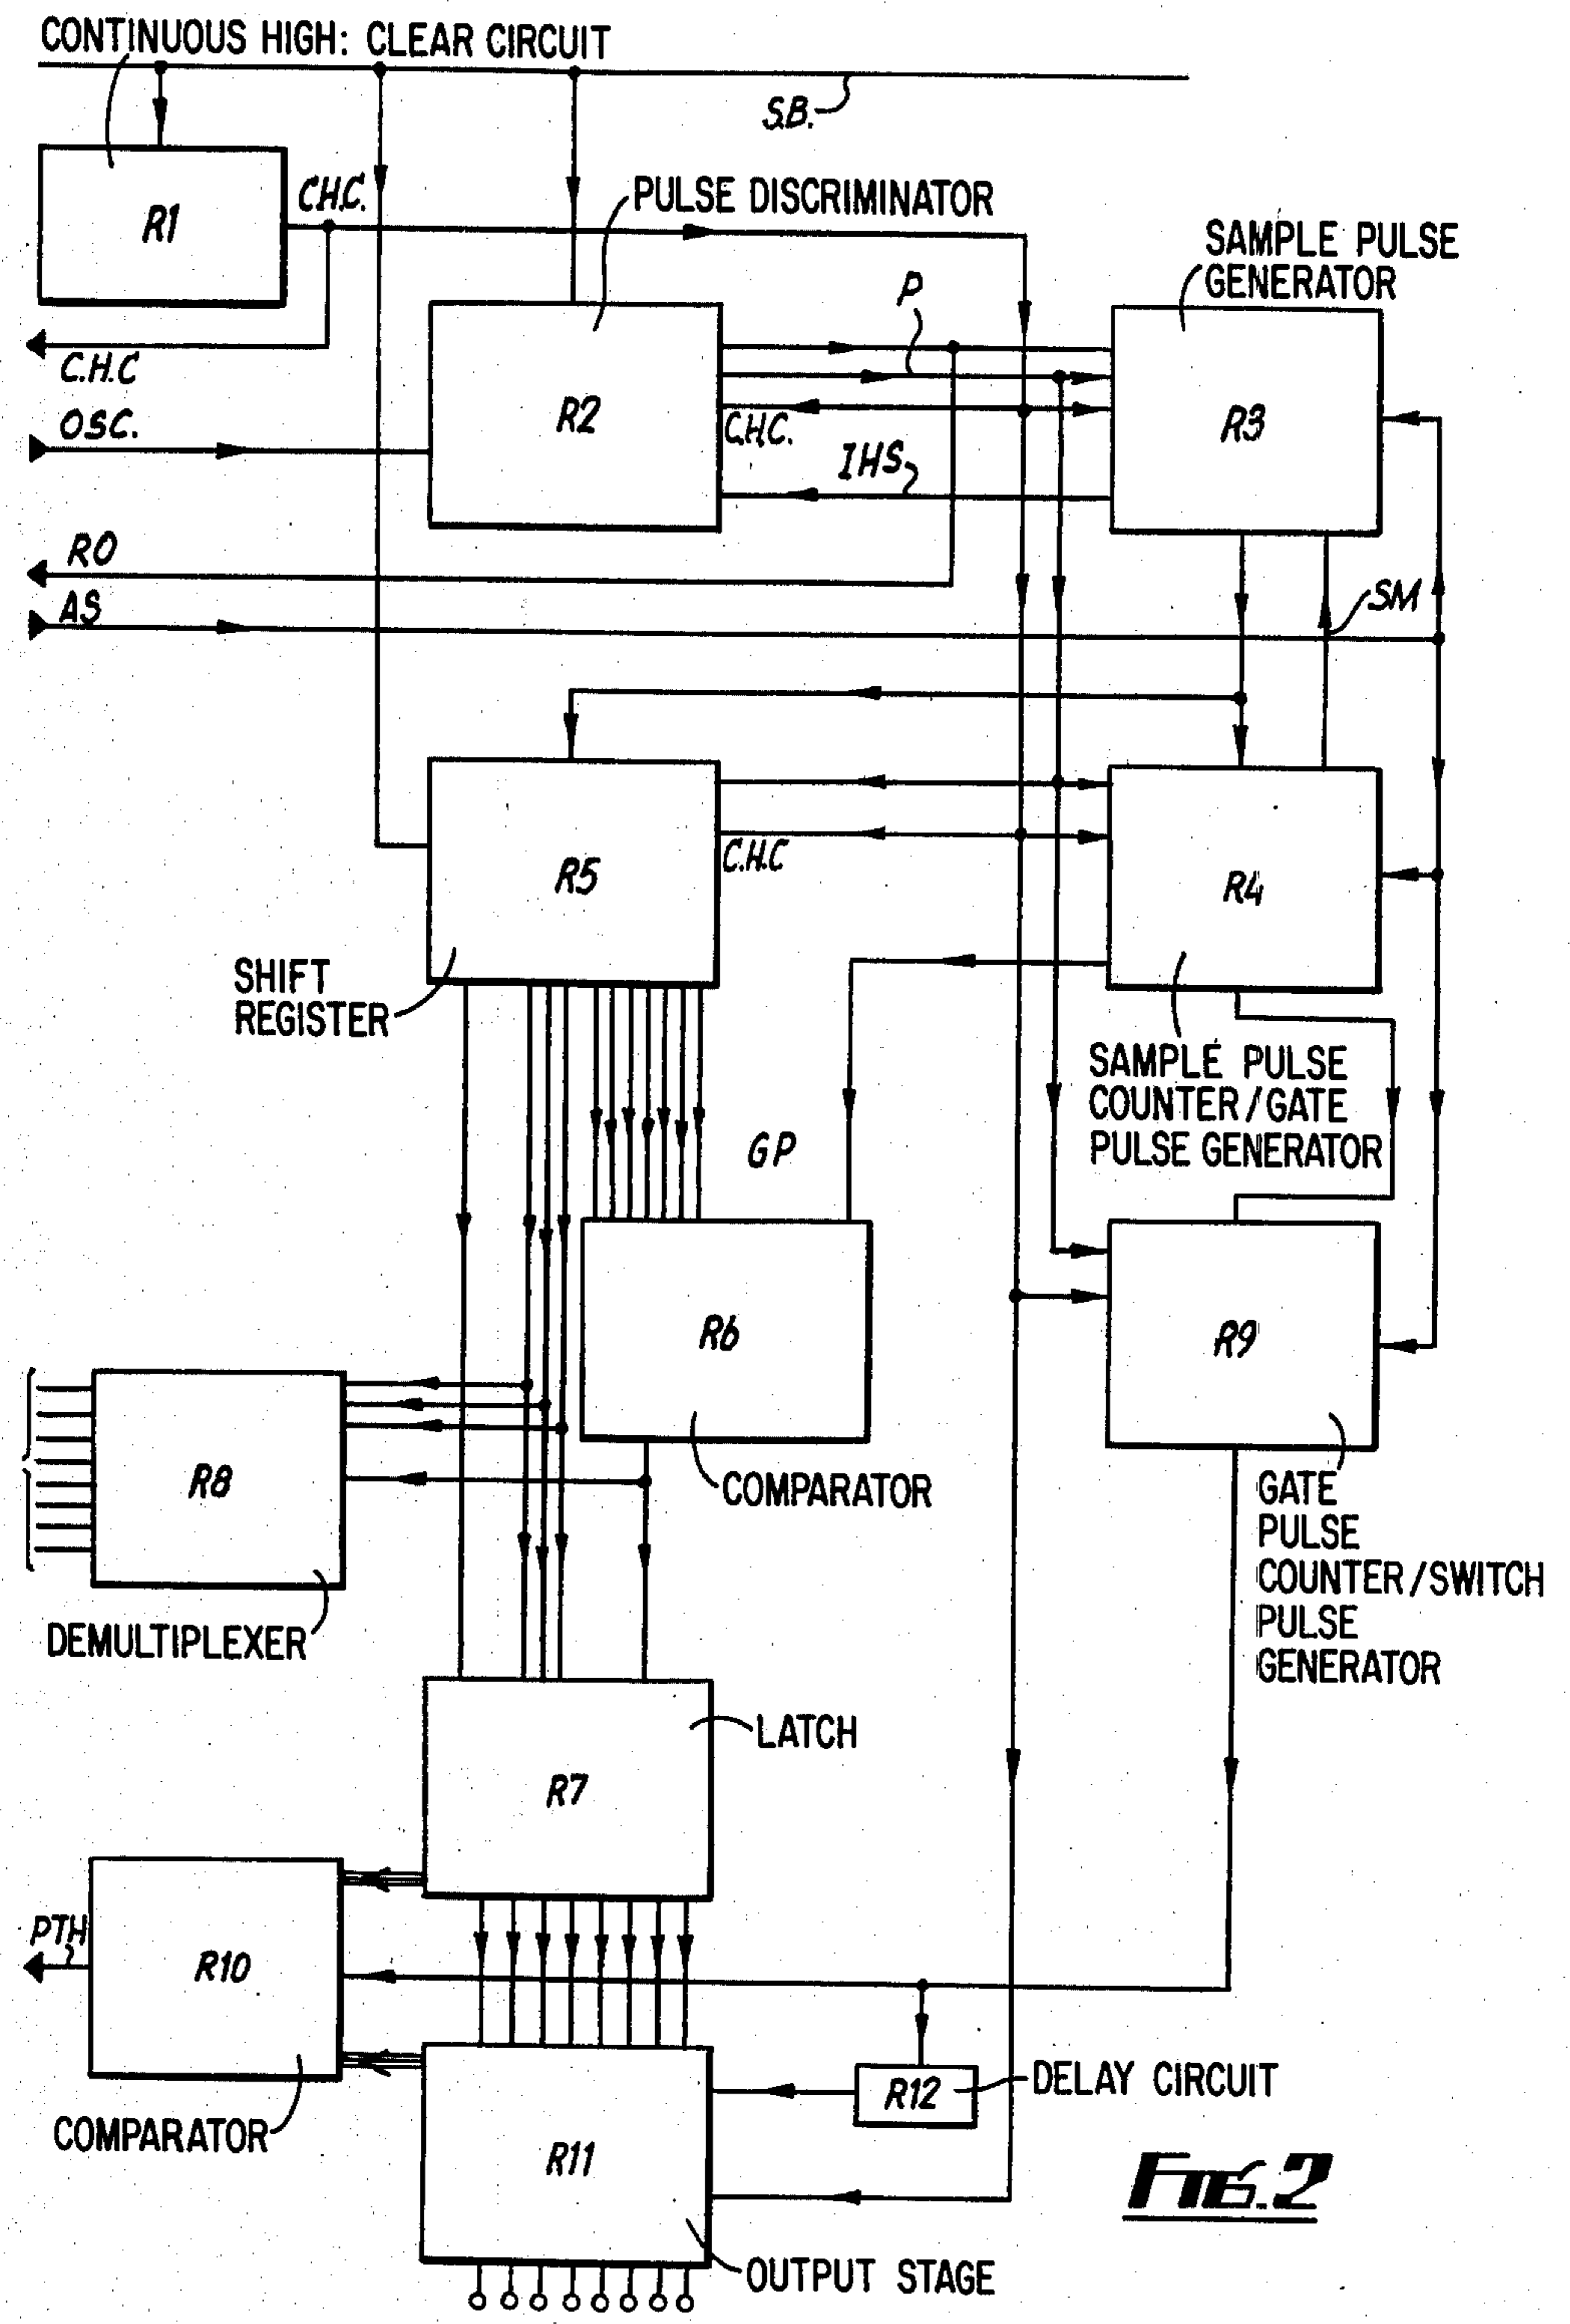 CONTINUOUS HIGH: CLEAR CIRCUIT
S.B.
R1
C.H.C.
PULSE DISCRIMINATOR
SAMPLE PULSE
GENERATOR
P
C.H.C
OSC.
R2
C.H.C.
IHS
R3
RO
AS
SM
R5
C.H.C
R4
SHIFT
REGISTER
SAMPLE PULSE
COUNTER/GATE
PULSE GENERATOR
GP
R6
R9
R8
COMPARATOR
GATE
PULSE
COUNTER/SWITCH
PULSE
GENERATOR
DEMULTIPLEXER
LATCH
R7
PTH
R10
R12
DELAY CIRCUIT
COMPARATOR
R11
FIG. 2
OUTPUT STAGE